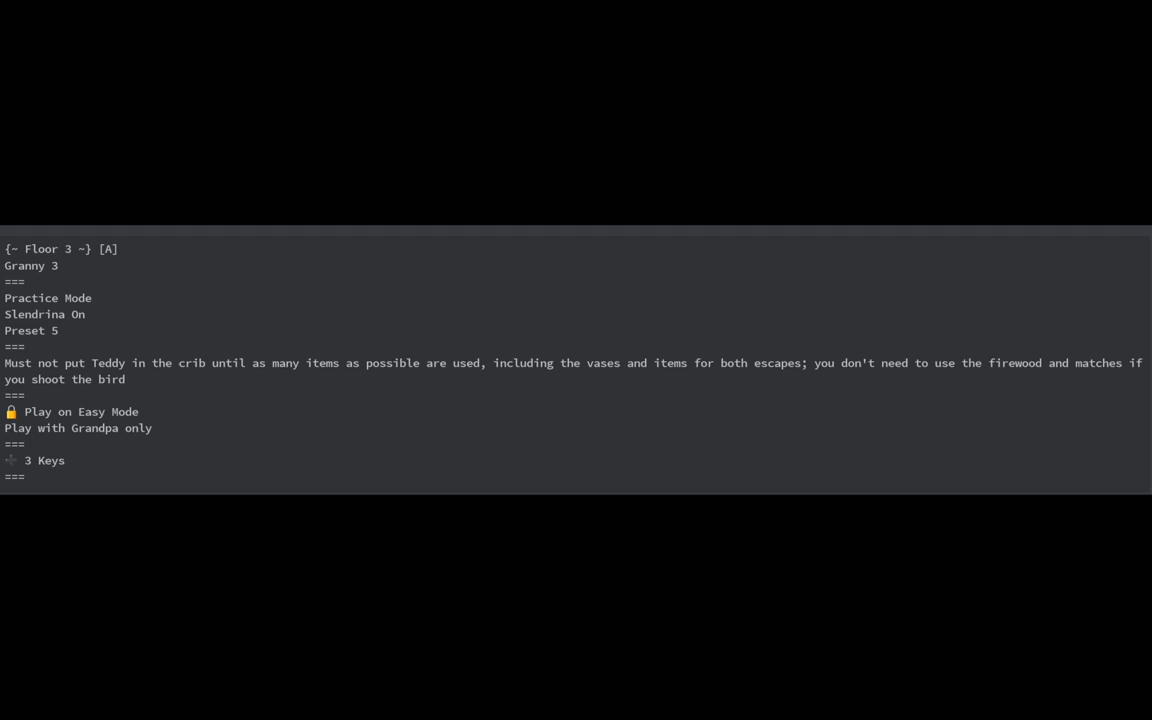 {~ Floor 3 ~} [A]
Granny 3
===
Practice Mode
Slendrina On
Preset 5
===
Must not put Teddy in the crib until as many items as possible are used, including the vases and items for both escapes; you don't need to use the firewood and matches if
you shoot the bird
===
🔒 Play on Easy Mode
Play with Grandpa only
===
➕ 3 Keys
===